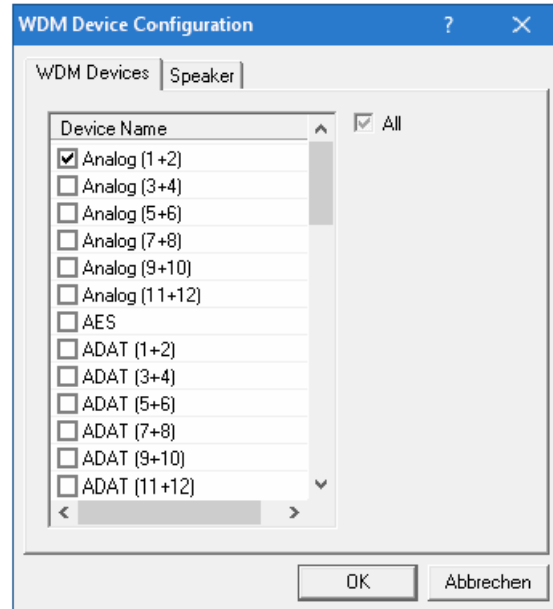 WDM Device Configuration
WDM Devices
Speaker
Device Name
All
Analog (1+2)
Analog (3+4)
Analog (5+6)
Analog (7+8)
Analog (9+10)
Analog (11+12)
AES
ADAT (1+2)
ADAT (3+4)
ADAT (5+6)
ADAT (7+8)
ADAT (9+10)
ADAT (11+12)
OK
Abbrechen